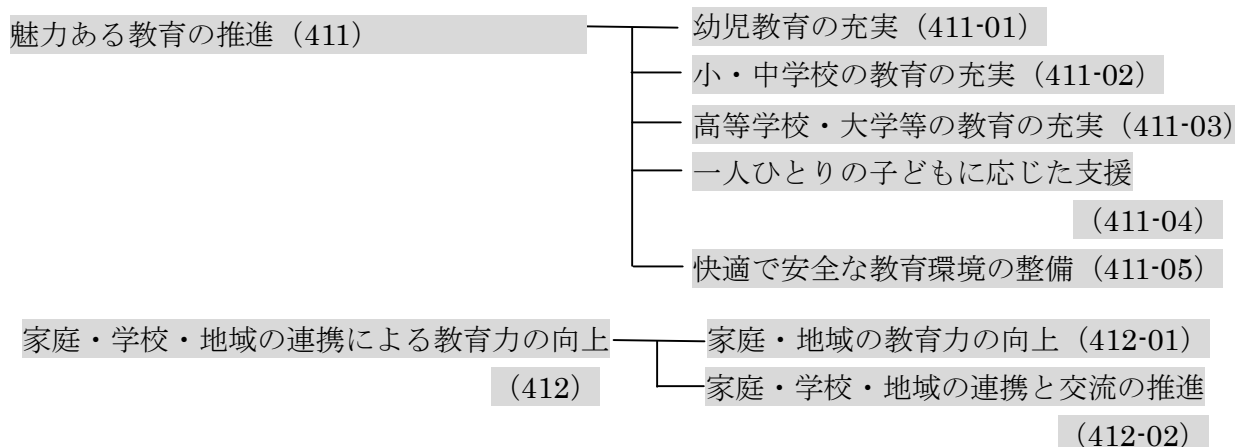 魅力ある教育の推進（411）
幼児教育の充実（411-01）
小・中学校の教育の充実（411-02）
高等学校・大学等の教育の充実（411-03）
一人ひとりの子どもに応じた支援
（411-04）
快適で安全な教育環境の整備（411-05）
家庭・学校・地域の連携による教育力の向上
（412）
家庭・地域の教育力の向上（412-01）
家庭・学校・地域の連携と交流の推進
（412-02）